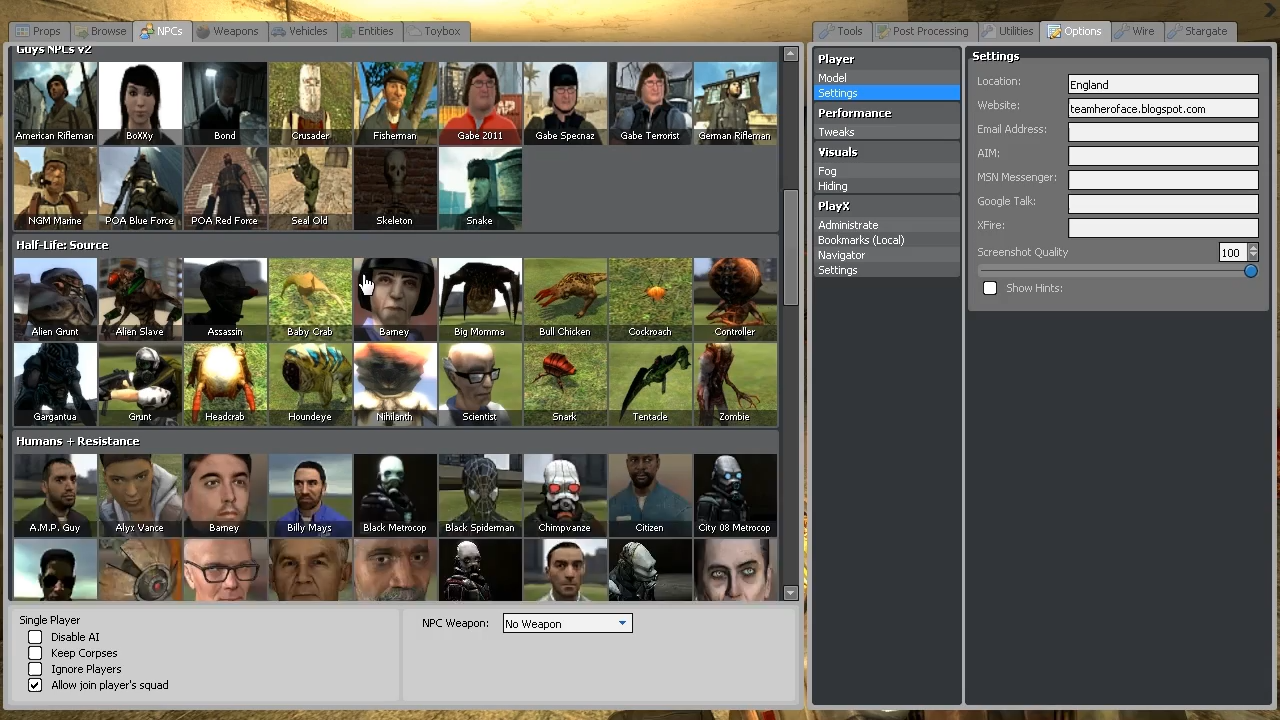 Props Browse NPCs Weapons Vehicles Entities Toybox
Guys NPCs v2
American Rifleman BoXXy Bond Crusader Fisherman Gabe 2011 Gabe Specnaz Gabe Terrorist German Rifleman
NGM Marine POA Blue Force POA Red Force Seal Old Skeleton Snake
Half-Life: Source
Alien Grunt Alien Slave Assassin Baby Crab Barney Big Momma Bull Chicken Cockroach Controller
Gargantua Grunt Headcrab Houndeye Nihilanth Scientist Snark Tentacle Zombie
Humans + Resistance
A.M.P. Guy Alyx Vance Barney Billy Mays Black Metrocop Black Spiderman Chimpvanze Citizen City 08 Metrocop
Single Player
Disable AI
Keep Corpses
Ignore Players
Allow join player's squad
NPC Weapon: No Weapon
Tools Post Processing Utilities Options Wire Stargate
Player
Model
Settings
Performance
Tweaks
Visuals
Fog
Hiding
PlayX
Administrate
Bookmarks (Local)
Navigator
Settings
Settings
Location: England
Website: teamheroface.blogspot.com
Email Address:
AIM:
MSN Messenger:
Google Talk:
XFire:
Screenshot Quality 100
Show Hints: